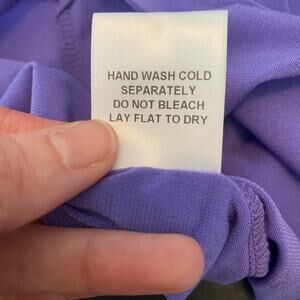 HAND WASH COLD
SEPARATELY
DO NOT BLEACH
LAY FLAT TO DRY